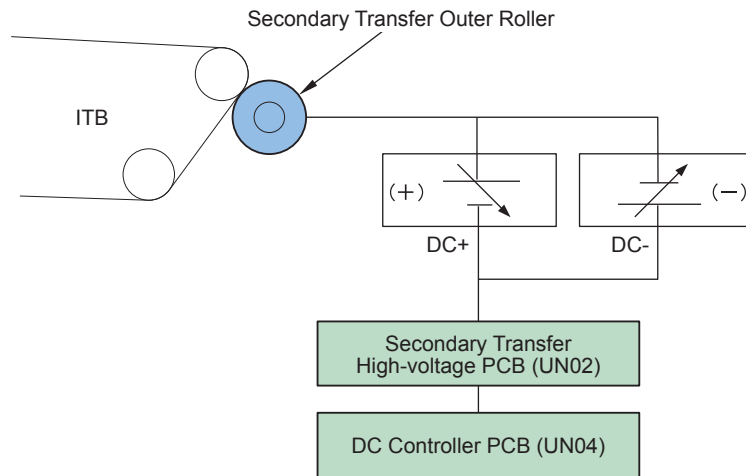 Secondary Transfer Outer Roller
ITB
(+)
(−)
DC+
DC-
Secondary Transfer
High-voltage PCB (UN02)
DC Controller PCB (UN04)